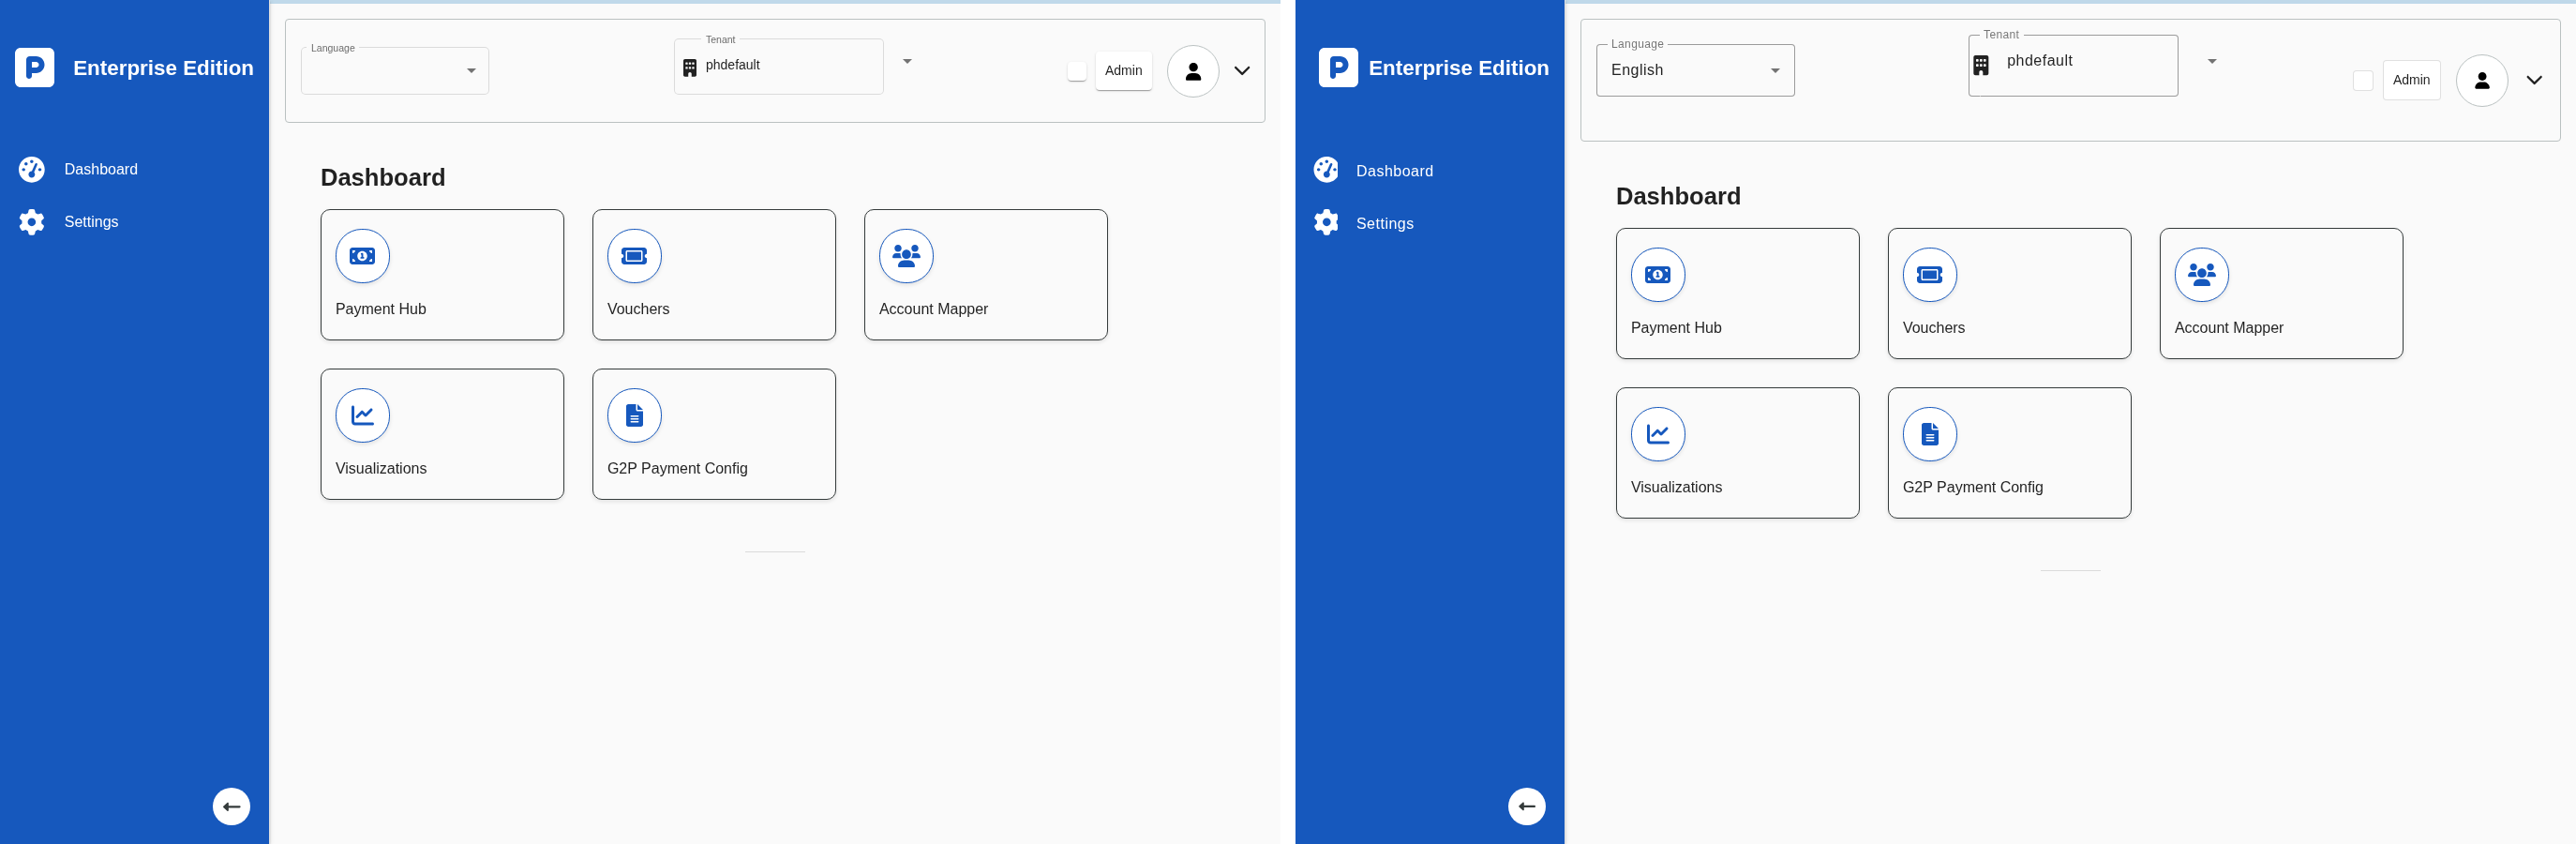 Enterprise Edition
Dashboard
Settings
Language
Tenant
phdefault
Admin
Dashboard
Payment Hub
Vouchers
Account Mapper
Visualizations
G2P Payment Config
Enterprise Edition
Dashboard
Settings
Language
English
Tenant
phdefault
Admin
Dashboard
Payment Hub
Vouchers
Account Mapper
Visualizations
G2P Payment Config